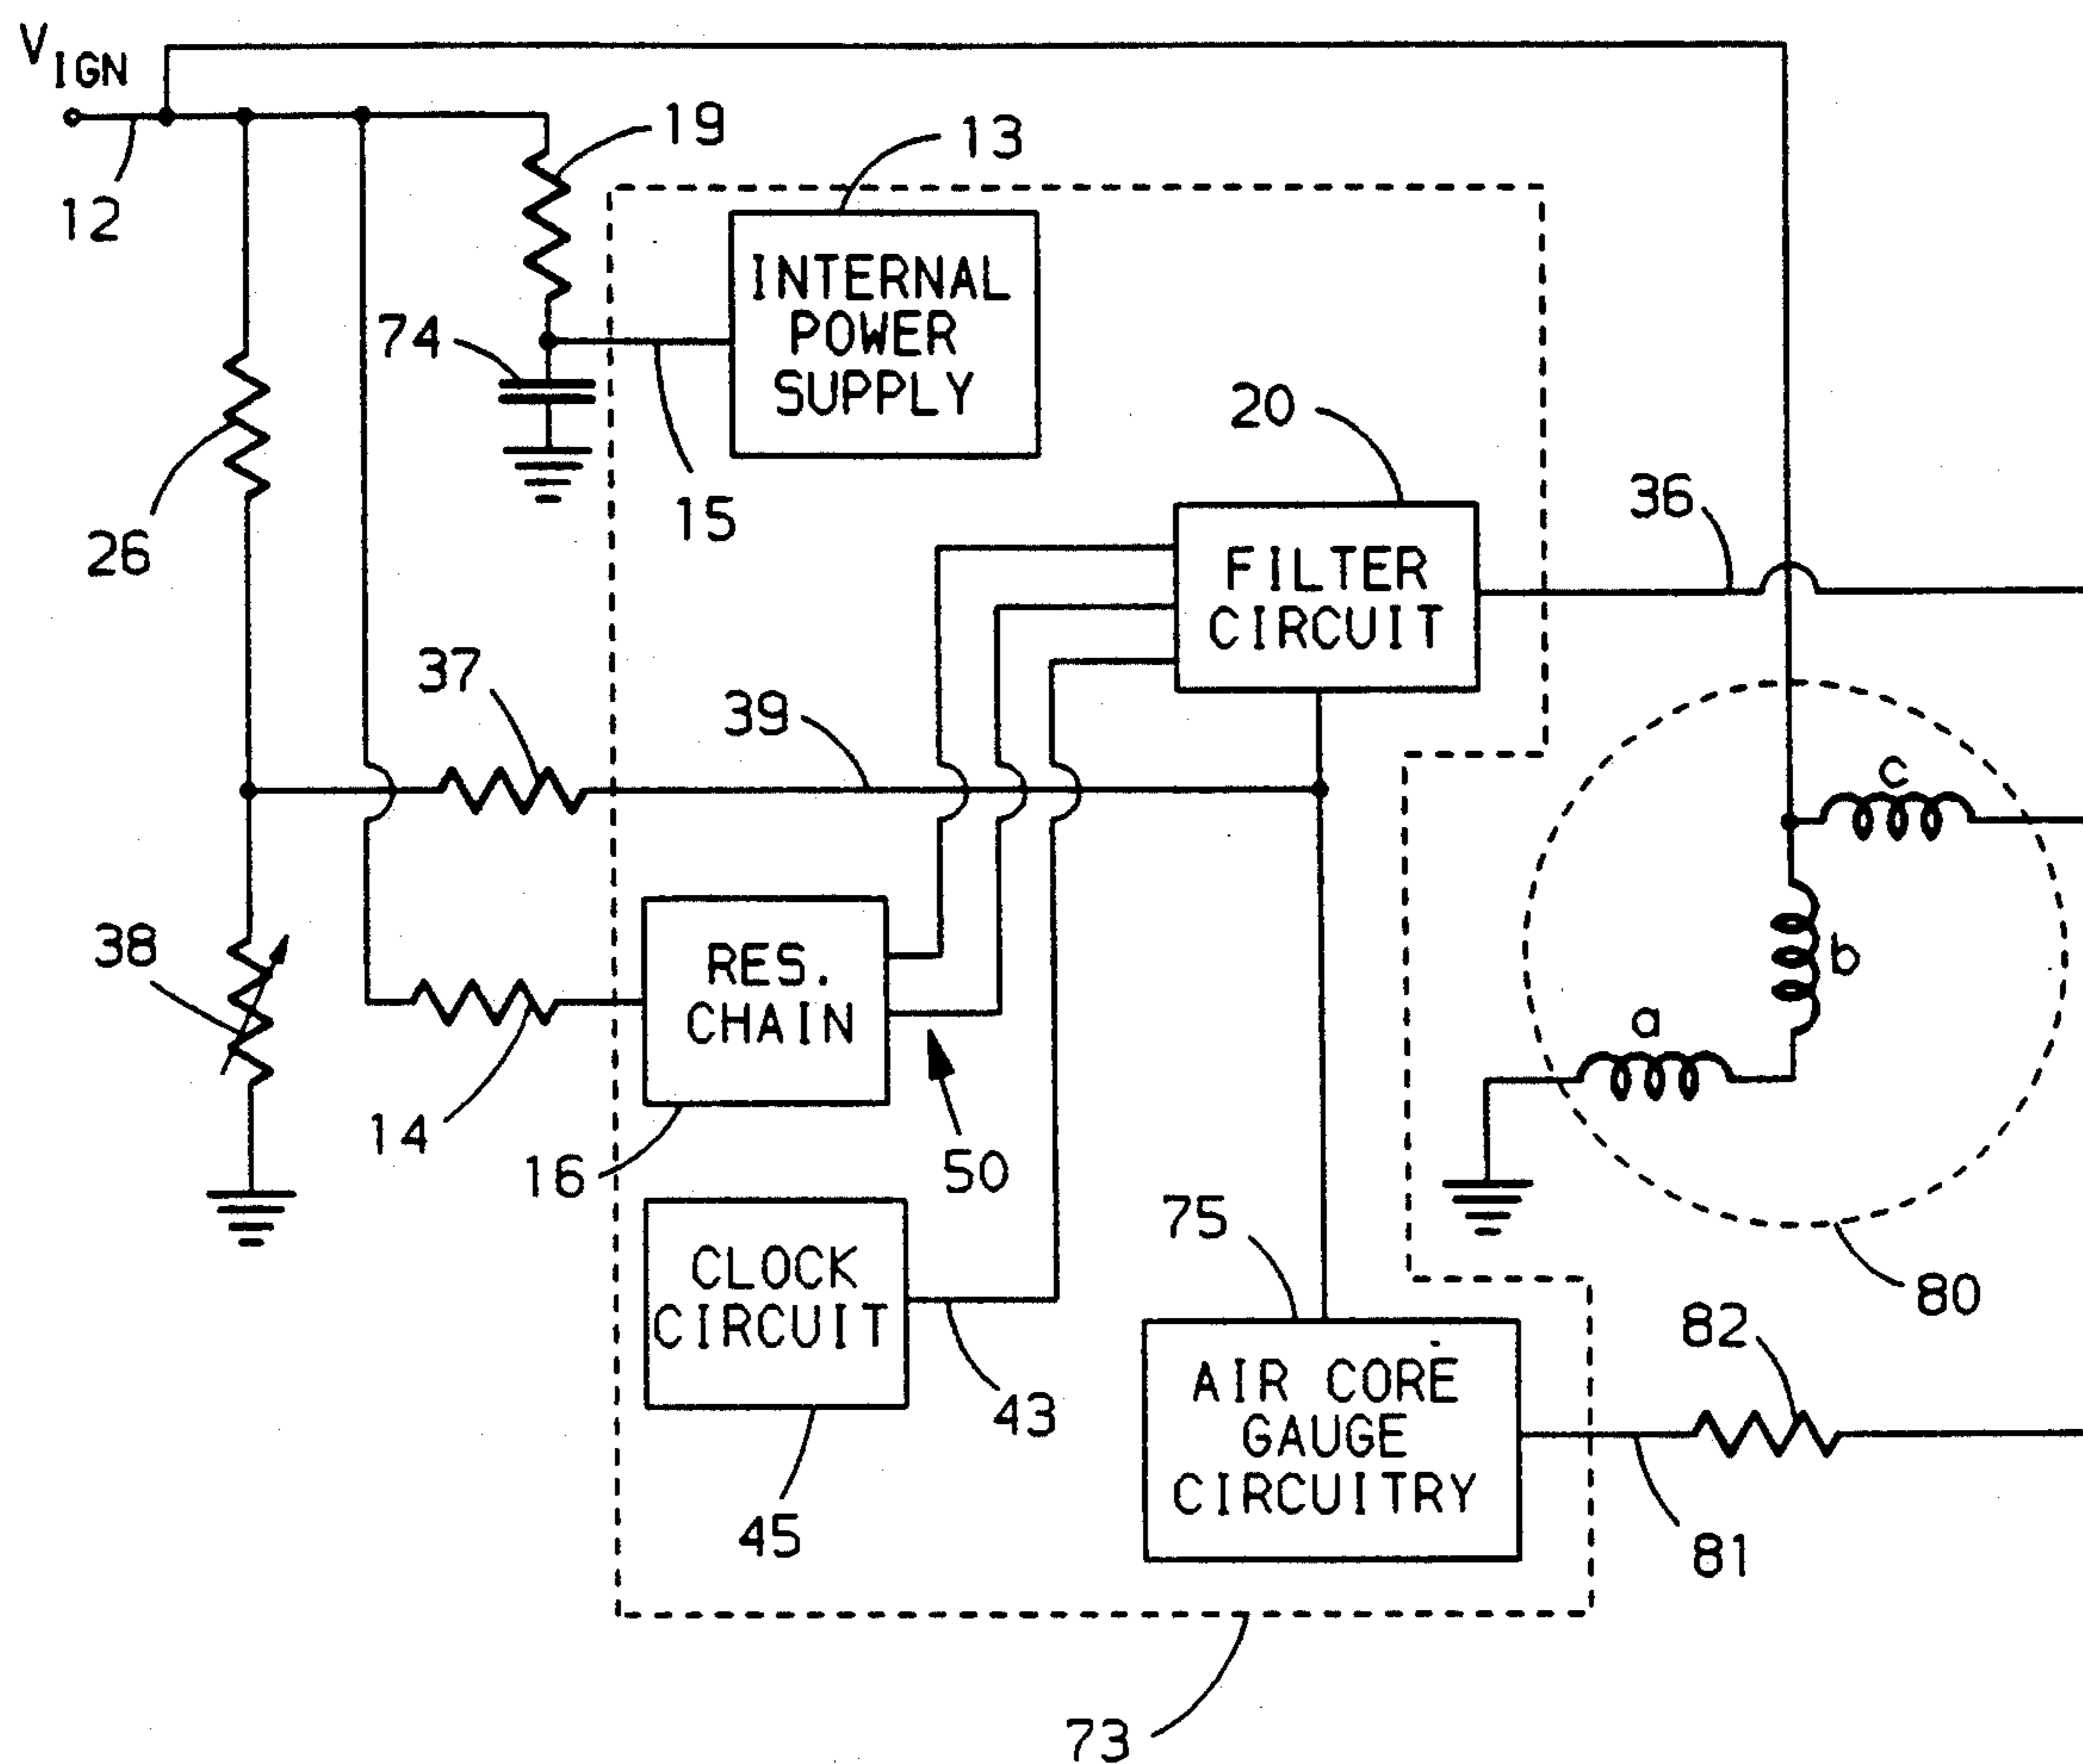 V IGN
12
19
13
INTERNAL
POWER
SUPPLY
74
15
26
20
36
FILTER
CIRCUIT
37
39
c
b
a
38
RES.
CHAIN
14
16
50
75
80
CLOCK
CIRCUIT
43
45
82
AIR CORE
GAUGE
CIRCUITRY
81
73